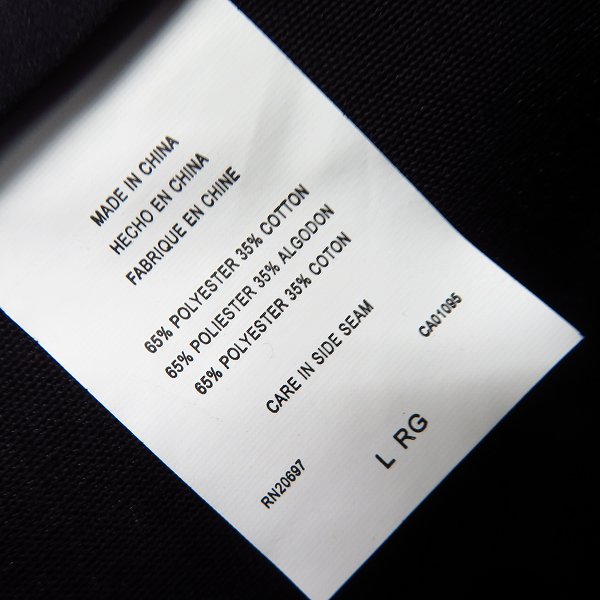 MADE IN CHINA
HECHO EN CHINA
FABRIQUE EN CHINE
65% POLYESTER 35% COTTON
65% POLIESTER 35% ALGODON
65% POLYESTER 35% COTON
CARE IN SIDE SEAM
RN20697
CA01095
L RG